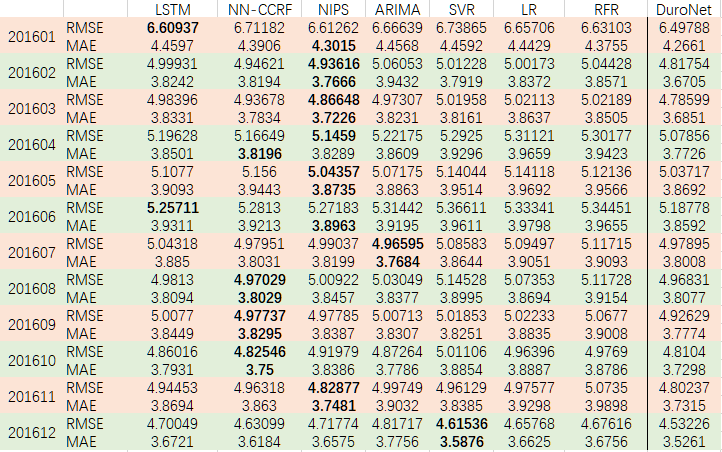 LSTM NN-CCRF NIPS ARIMA SVR LR RFR DuroNet
201601 RMSE 6.60937 6.71182 6.61262 6.66639 6.73865 6.65706 6.63103 6.49788
MAE 4.4597 4.3906 4.3015 4.4568 4.4592 4.4429 4.3755 4.2661
201602 RMSE 4.99931 4.94621 4.93616 5.06053 5.01228 5.00173 5.04428 4.81754
MAE 3.8242 3.8194 3.7666 3.9432 3.7919 3.8372 3.8571 3.6705
201603 RMSE 4.98396 4.93678 4.86648 4.97307 5.01958 5.02113 5.02189 4.78599
MAE 3.8331 3.7834 3.7226 3.8231 3.8161 3.8637 3.8505 3.6851
201604 RMSE 5.19628 5.16649 5.1459 5.22175 5.2925 5.31121 5.30177 5.07856
MAE 3.8501 3.8196 3.8289 3.8609 3.9296 3.9659 3.9423 3.7726
201605 RMSE 5.1077 5.156 5.04357 5.07175 5.14044 5.14118 5.12136 5.03717
MAE 3.9093 3.9443 3.8735 3.8863 3.9514 3.9692 3.9566 3.8692
201606 RMSE 5.25711 5.2813 5.27183 5.31442 5.36611 5.33341 5.34451 5.18778
MAE 3.9311 3.9213 3.8963 3.9195 3.9611 3.9798 3.9655 3.8592
201607 RMSE 5.04318 4.97951 4.99037 4.96595 5.08583 5.09497 5.11715 4.97895
MAE 3.885 3.8031 3.8199 3.7684 3.8644 3.9051 3.9093 3.8008
201608 RMSE 4.9813 4.97029 5.00922 5.03049 5.14528 5.07353 5.11728 4.96831
MAE 3.8094 3.8029 3.8457 3.8377 3.8995 3.8694 3.9154 3.8077
201609 RMSE 5.0077 4.97737 4.97785 5.00713 5.01853 5.02233 5.0677 4.92629
MAE 3.8449 3.8295 3.8387 3.8307 3.8251 3.8835 3.9008 3.7774
201610 RMSE 4.86016 4.82546 4.91979 4.87264 5.01106 4.96396 4.9769 4.8104
MAE 3.7931 3.75 3.8386 3.7786 3.8854 3.8887 3.8786 3.7298
201611 RMSE 4.94453 4.96318 4.82877 4.99749 4.96129 4.97577 5.0735 4.80237
MAE 3.8694 3.863 3.7481 3.9032 3.8385 3.9298 3.9898 3.7315
201612 RMSE 4.70049 4.63099 4.71774 4.81717 4.61536 4.65768 4.67616 4.53226
MAE 3.6721 3.6184 3.6575 3.7756 3.5876 3.6625 3.6756 3.5261